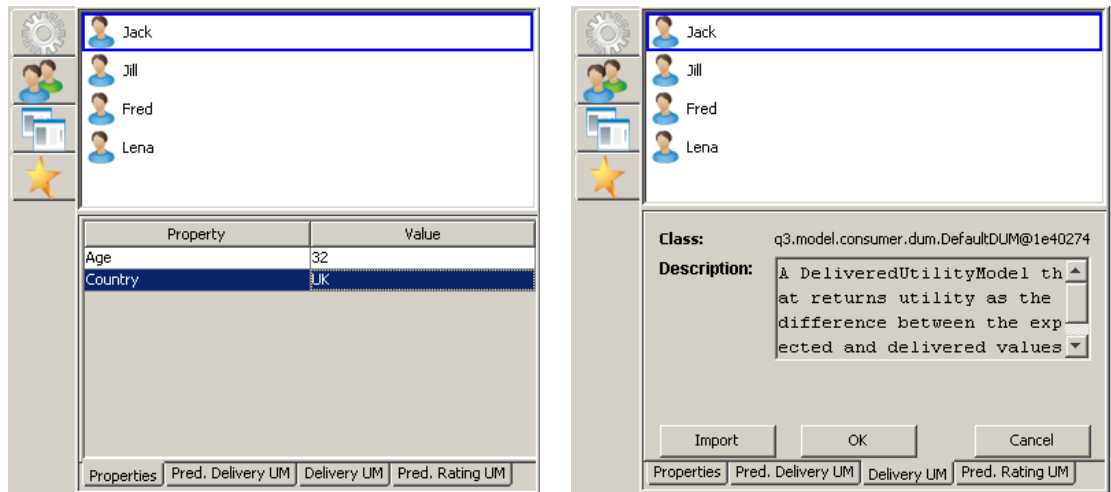 Jack
Jill
Fred
Lena
Property Value
Age 32
Country UK
Properties Pred. Delivery UM Delivery UM Pred. Rating UM
Jack
Jill
Fred
Lena
Class: q3.model.consumer.dum.DefaultDUM@1e40274
Description: A DeliveredUtilityModel th
at returns utility as the
difference between the exp
ected and delivered values
Import OK Cancel
Properties Pred. Delivery UM Delivery UM Pred. Rating UM